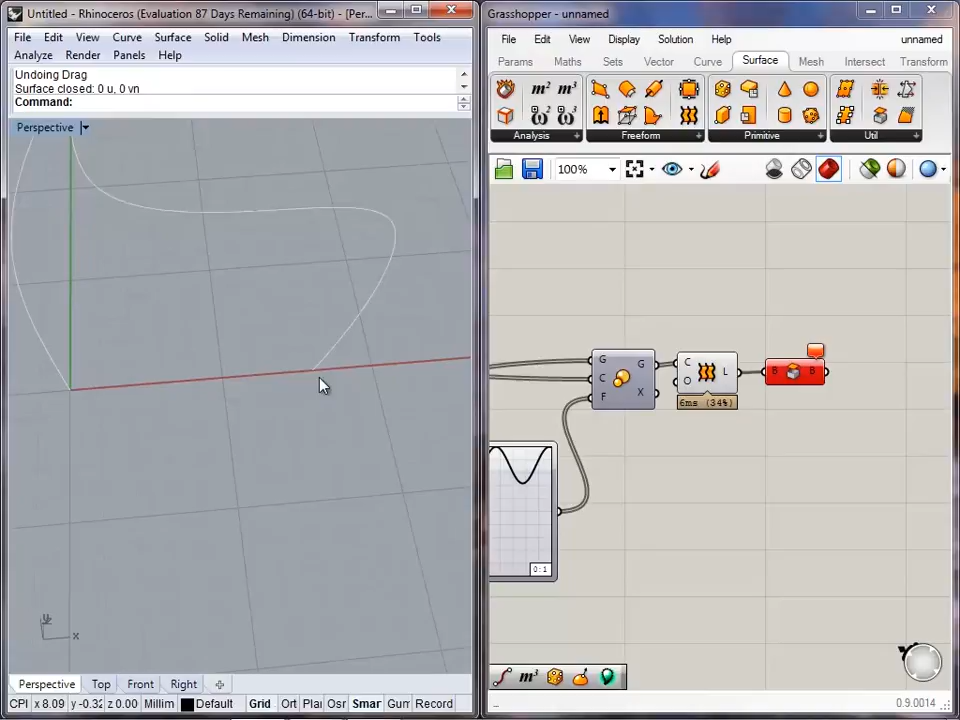 Untitled - Rhinoceros (Evaluation 87 Days Remaining) (64-bit) - [Per...
File Edit View Curve Surface Solid Mesh Dimension Transform Tools
Analyze Render Panels Help
Undoing Drag
Surface closed: 0 u, 0 vn
Command:
Perspective
y
x
Perspective Top Front Right
CPl x 8.09 y -0.32 z 0.00 Millim Default Grid Ort Plai Osr Smar Gum Record
Grasshopper - unnamed
File Edit View Display Solution Help unnamed
Params Maths Sets Vector Curve Surface Mesh Intersect Transform
m² m³
Analysis Freeform Primitive Util
100%
G C F G X
C O L
6ms (34%)
B B
0:1
m³
0.9.0014